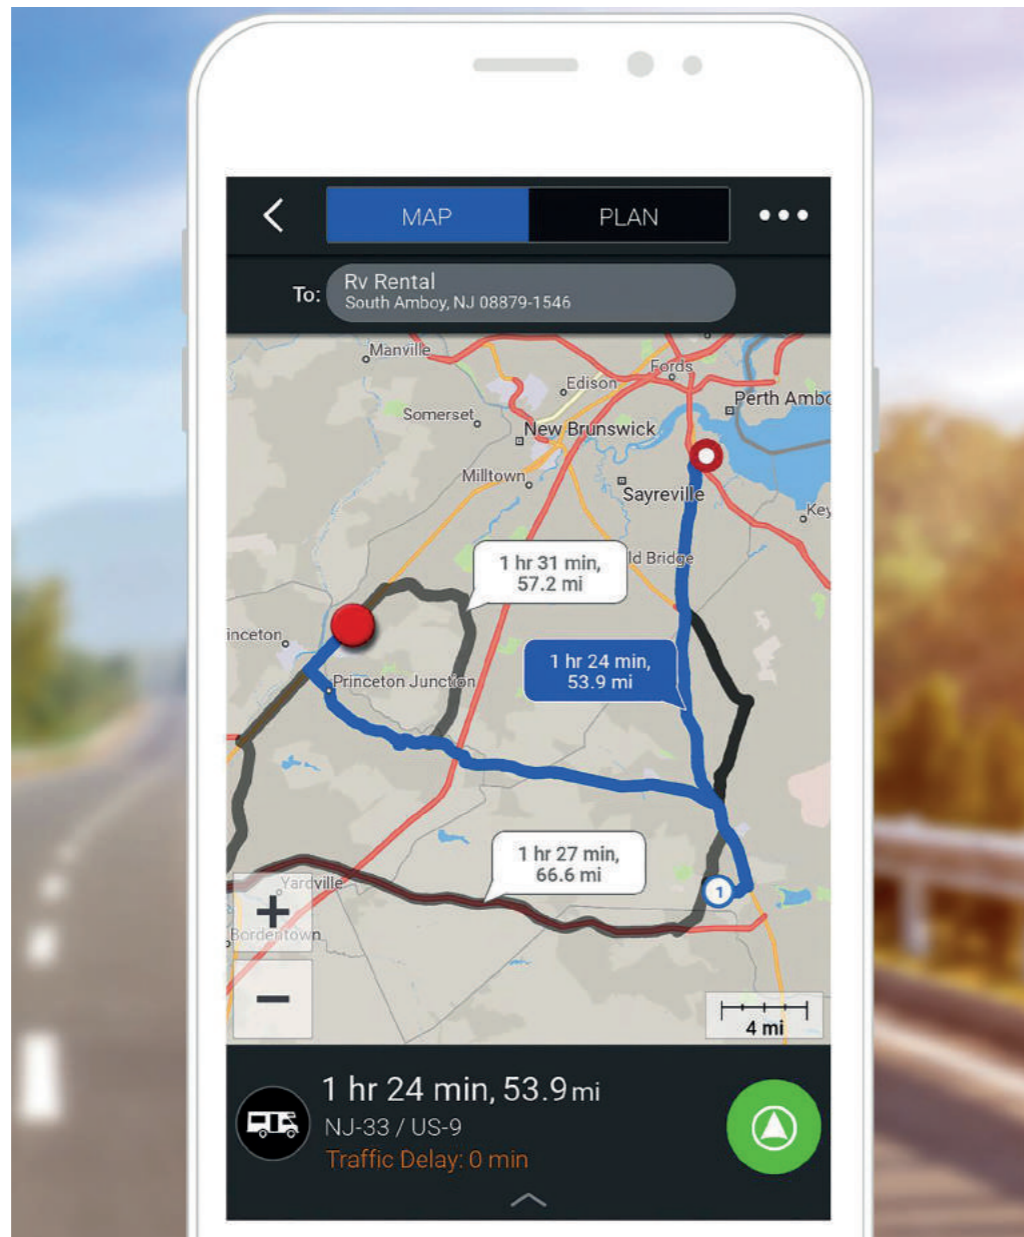 MAP
PLAN
To:
Rv Rental
South Amboy, NJ 08879-1546
Manville
Fords
Edison
Perth Ambo
Somerset
New Brunswick
Milltown
Sayreville
Key
ld Bridge
1 hr 31 min,
57.2 mi
inceton
1 hr 24 min,
53.9 mi
Princeton Junction
1 hr 27 min,
66.6 mi
Yardville
+
1
Bordentown
−
4 mi
1 hr 24 min, 53.9 mi
NJ-33 / US-9
Traffic Delay: 0 min